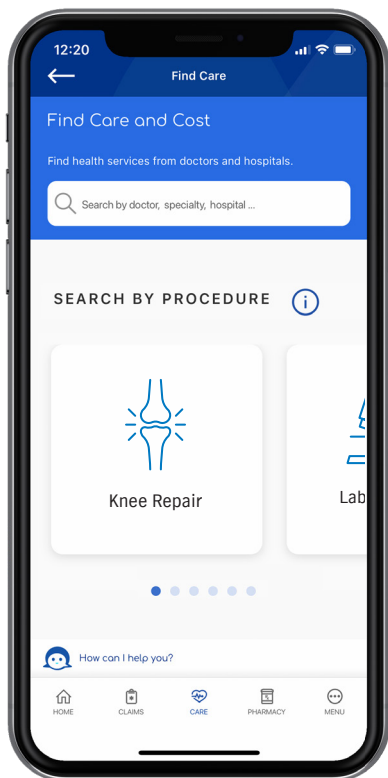 12:20
Find Care
Find Care and Cost
Find health services from doctors and hospitals.
Search by doctor, specialty, hospital ...
SEARCH BY PROCEDURE
Knee Repair
Lab
How can I help you?
HOME CLAIMS CARE PHARMACY MENU